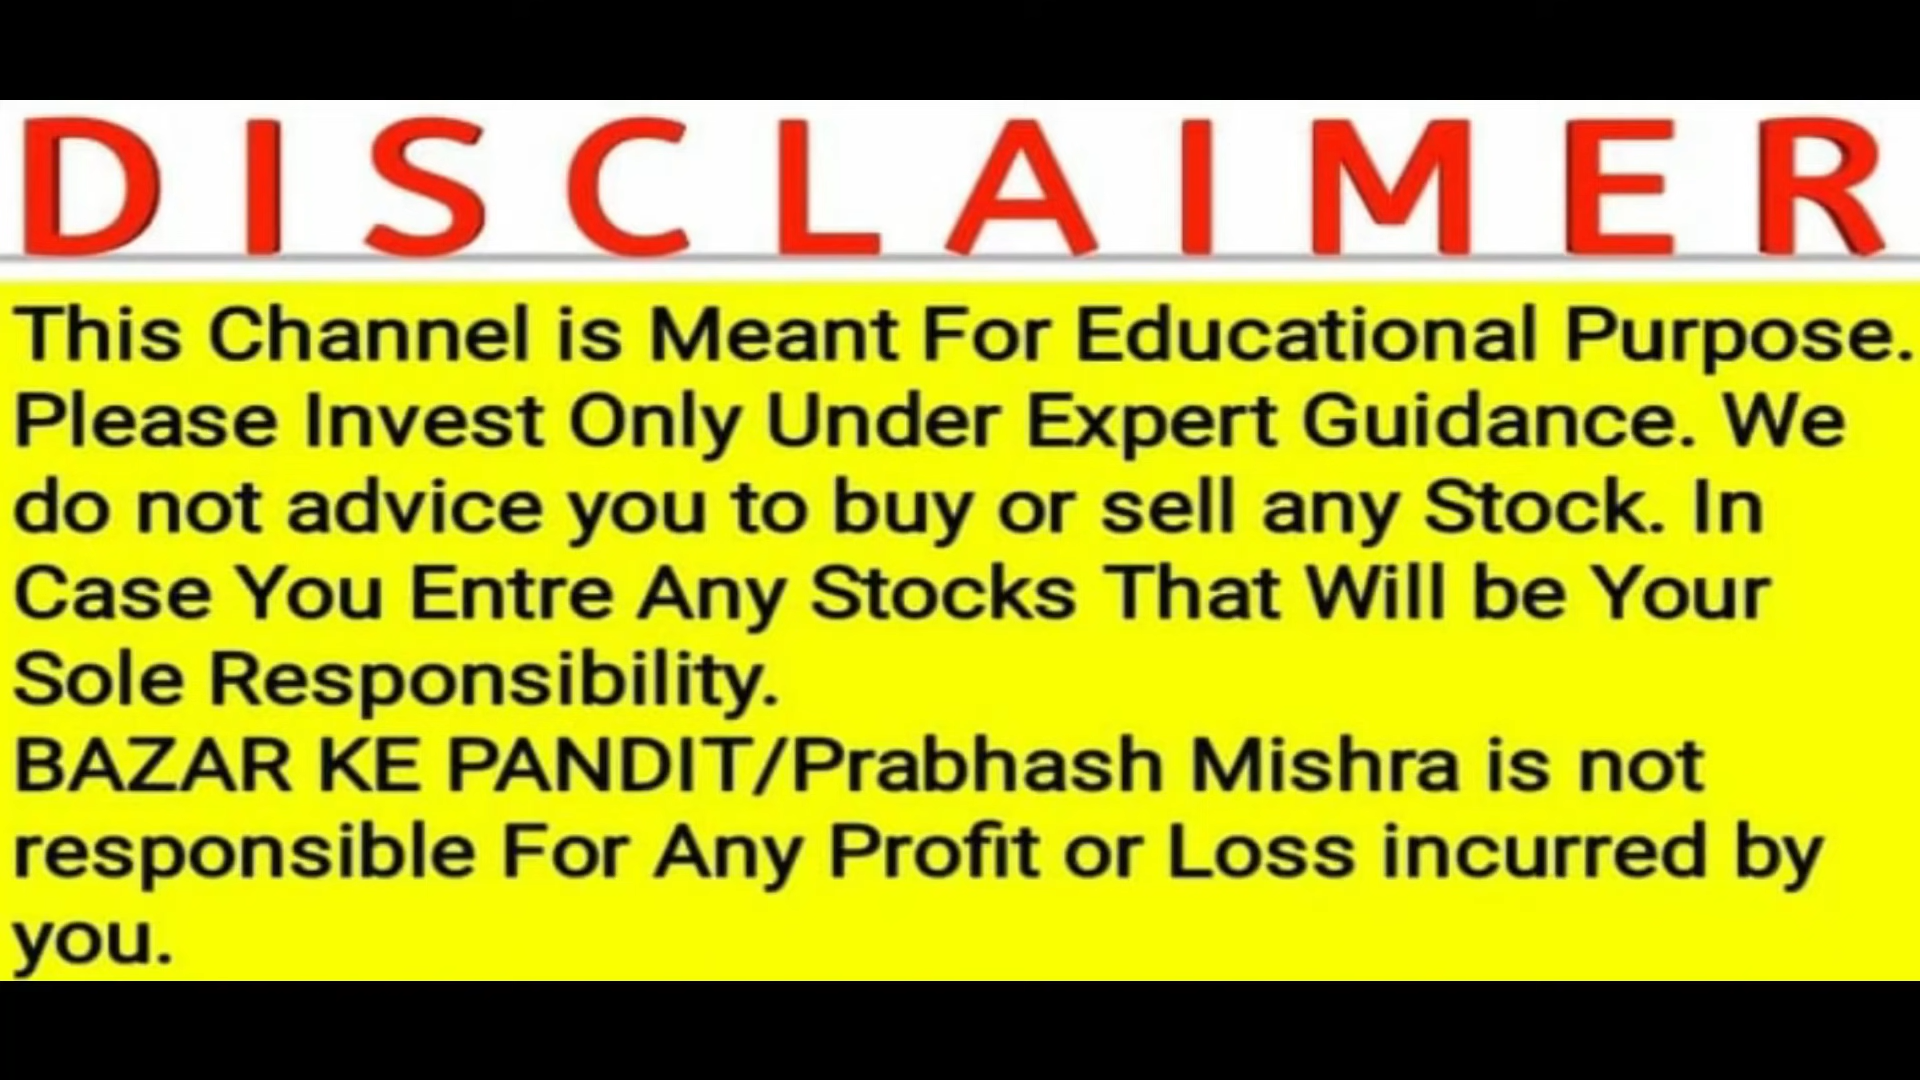 DISCLAIMER
This Channel is Meant For Educational Purpose.
Please Invest Only Under Expert Guidance. We
do not advice you to buy or sell any Stock. In
Case You Entre Any Stocks That Will be Your
Sole Responsibility.
BAZAR KE PANDIT/Prabhash Mishra is not
responsible For Any Profit or Loss incurred by
you.